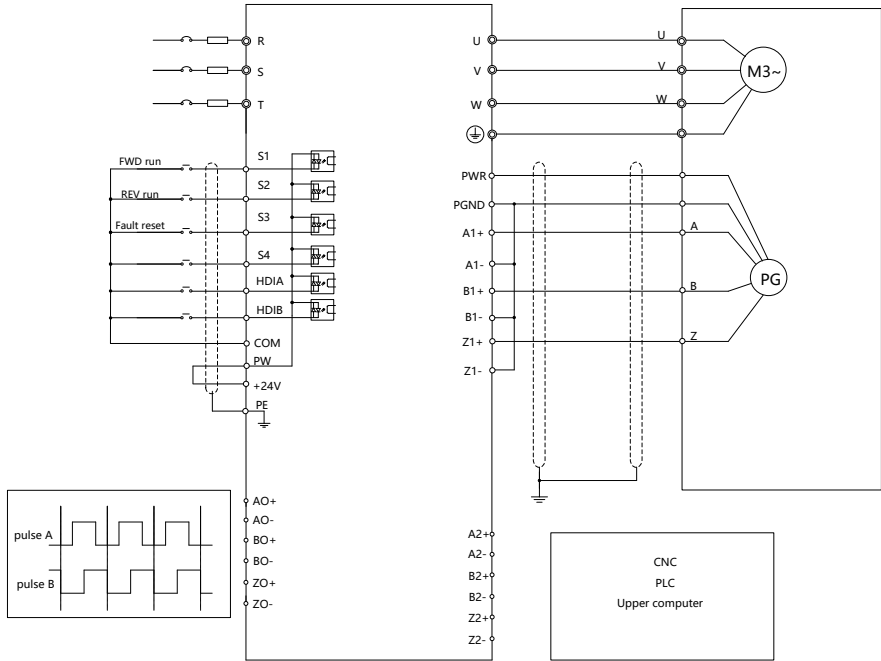 R
S
T
U
V
W
U
V
W
M3~
FWD run
REV run
Fault reset
S1
S2
S3
S4
HDIA
HDIB
COM
PW
+24V
PE
PWR
PGND
A1+
A1-
B1+
B1-
Z1+
Z1-
A
B
Z
PG
pulse A
pulse B
AO+
AO-
BO+
BO-
ZO+
ZO-
A2+
A2-
B2+
B2-
Z2+
Z2-
CNC
PLC
Upper computer